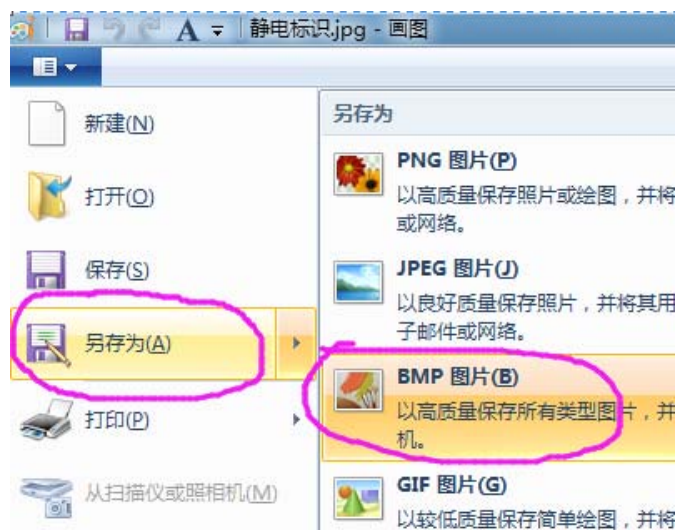 A
静电标识.jpg - 画图
新建(N)
打开(O)
保存(S)
另存为(A)
打印(P)
从扫描仪或照相机(M)
另存为
PNG 图片(P)
以高质量保存照片或绘图，并将
或网络。
JPEG 图片(J)
以良好质量保存照片，并将其用
子邮件或网络。
BMP 图片(B)
以高质量保存所有类型图片，并
机。
GIF 图片(G)
以较低质量保存简单绘图，并将